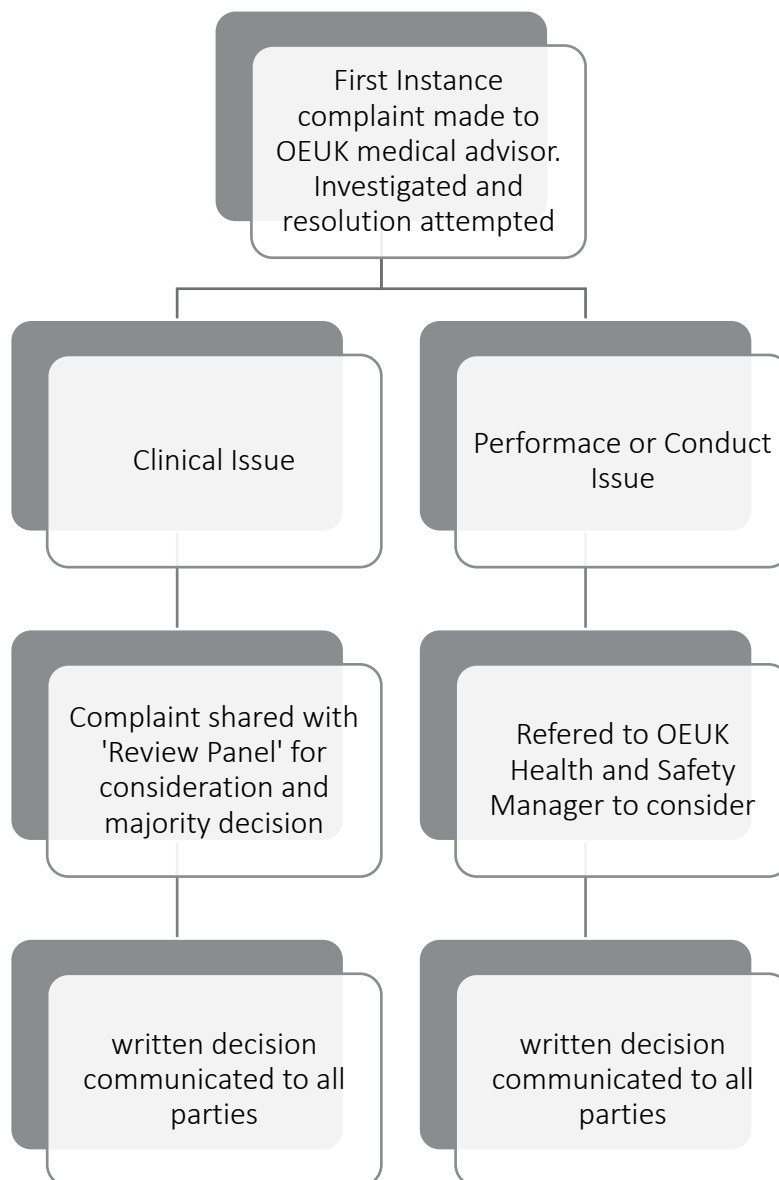 First Instance
complaint made to
OEUK medical advisor.
Investigated and
resolution attempted
Clinical Issue
Performace or Conduct
Issue
Complaint shared with
'Review Panel' for
consideration and
majority decision
Refered to OEUK
Health and Safety
Manager to consider
written decision
communicated to all
parties
written decision
communicated to all
parties